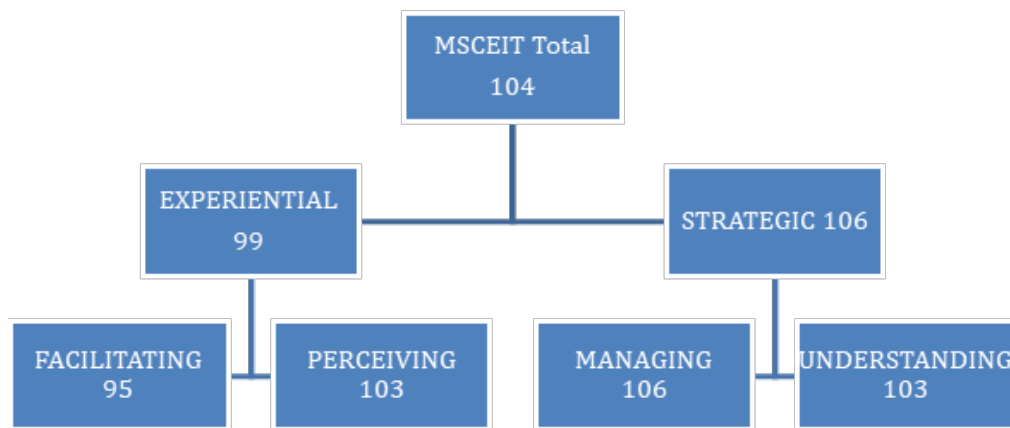 MSCEIT Total
104
EXPERIENTIAL
99
STRATEGIC 106
FACILITATING
95
PERCEIVING
103
MANAGING
106
UNDERSTANDING
103